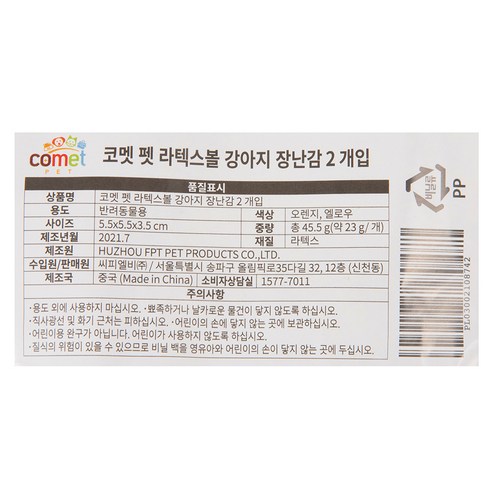 comet
PET
코멧 펫 라텍스볼 강아지 장난감 2 개입
품질표시
상품명 코멧 펫 라텍스볼 강아지 장난감 2 개입
용도 반려동물용 색상 오렌지, 엘로우
사이즈 5.5x5.5x3.5 cm 중량 총 45.5 g(약 23 g / 개)
제조년월 2021.7 재질 라텍스
제조원 HUZHOU FPT PET PRODUCTS CO.,LTD.
수입원/판매원 씨피엘비㈜ / 서울특별시 송파구 올림픽로35다길 32, 12층 (신천동)
제조국 중국 (Made in China) 소비자상담실 1577-7011
주의사항
·용도 외에 사용하지 마십시오. ·뾰족하거나 날카로운 물건이 닿지 않도록 하십시오.
·직사광선 및 화기 근처는 피하십시오. ·어린이의 손에 닿지 않는 곳에 보관하십시오.
·어린이용 완구가 아닙니다. ·어린이가 사용하지 않도록 하십시오.
·질식의 위험이 있을 수 있으므로 비닐 백을 영유아와 어린이의 손이 닿지 않는 곳에 두십시오.
비닐류
PP
PL03002108742